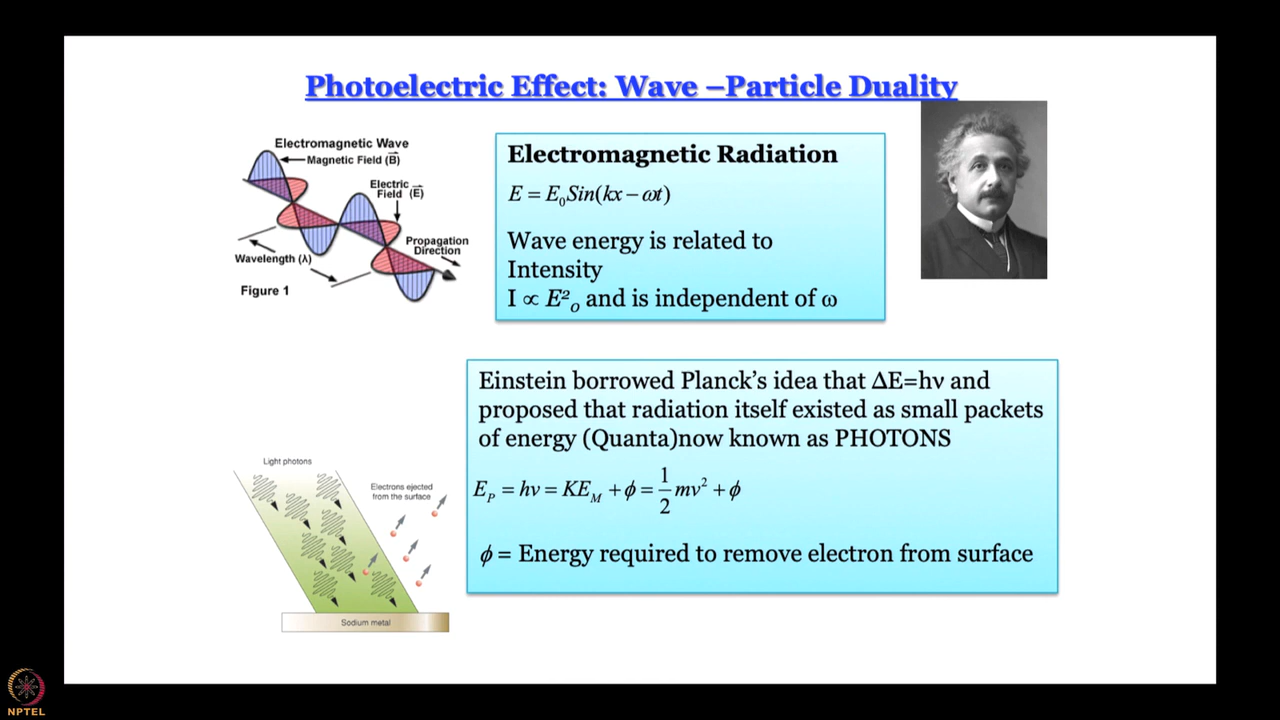 Photoelectric Effect: Wave –Particle Duality
Electromagnetic Wave
Magnetic Field (B⃗)
Electric
Field (E⃗)
Propagation
Direction
Wavelength (λ)
Figure 1
Electromagnetic Radiation
E = E₀Sin(kx − ωt)
Wave energy is related to
Intensity
I ∝ E²₀ and is independent of ω
Einstein borrowed Planck’s idea that ΔE=hν and
proposed that radiation itself existed as small packets
of energy (Quanta)now known as PHOTONS
E_P = hν = KE_M + ϕ = 1/2 mv² + ϕ
ϕ = Energy required to remove electron from surface
Light photons
Electrons ejected
from the surface
Sodium metal
NPTEL